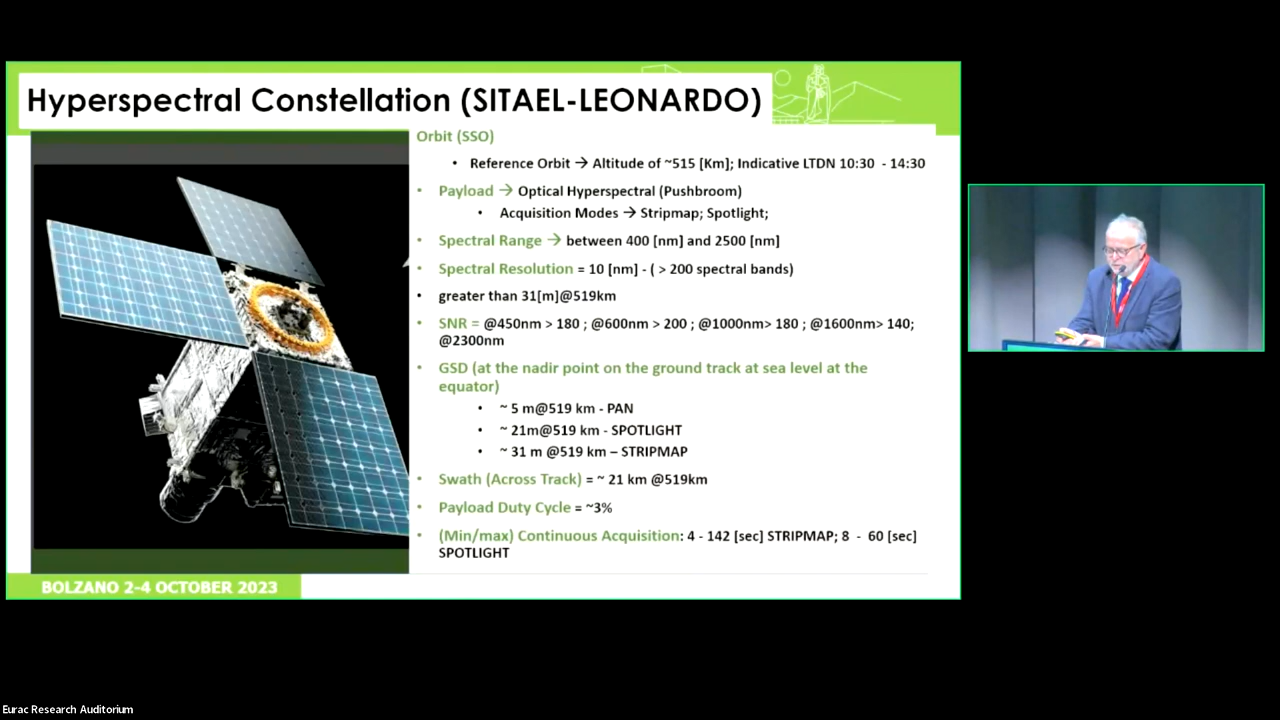 Hyperspectral Constellation (SITAEL-LEONARDO)
Orbit (SSO)
• Reference Orbit → Altitude of ~515 [Km]; Indicative LTDN 10:30 - 14:30
• Payload → Optical Hyperspectral (Pushbroom)
• Acquisition Modes → Stripmap; Spotlight;
• Spectral Range → between 400 [nm] and 2500 [nm]
• Spectral Resolution = 10 [nm] - ( > 200 spectral bands)
• greater than 31[m]@519km
• SNR = @450nm > 180 ; @600nm > 200 ; @1000nm> 180 ; @1600nm> 140;
@2300nm
• GSD (at the nadir point on the ground track at sea level at the
equator)
• ~ 5 m@519 km - PAN
• ~ 21m@519 km - SPOTLIGHT
• ~ 31 m @519 km – STRIPMAP
• Swath (Across Track) = ~ 21 km @519km
• Payload Duty Cycle = ~3%
• (Min/max) Continuous Acquisition: 4 - 142 [sec] STRIPMAP; 8 - 60 [sec]
SPOTLIGHT
BOLZANO 2-4 OCTOBER 2023
Eurac Research Auditorium